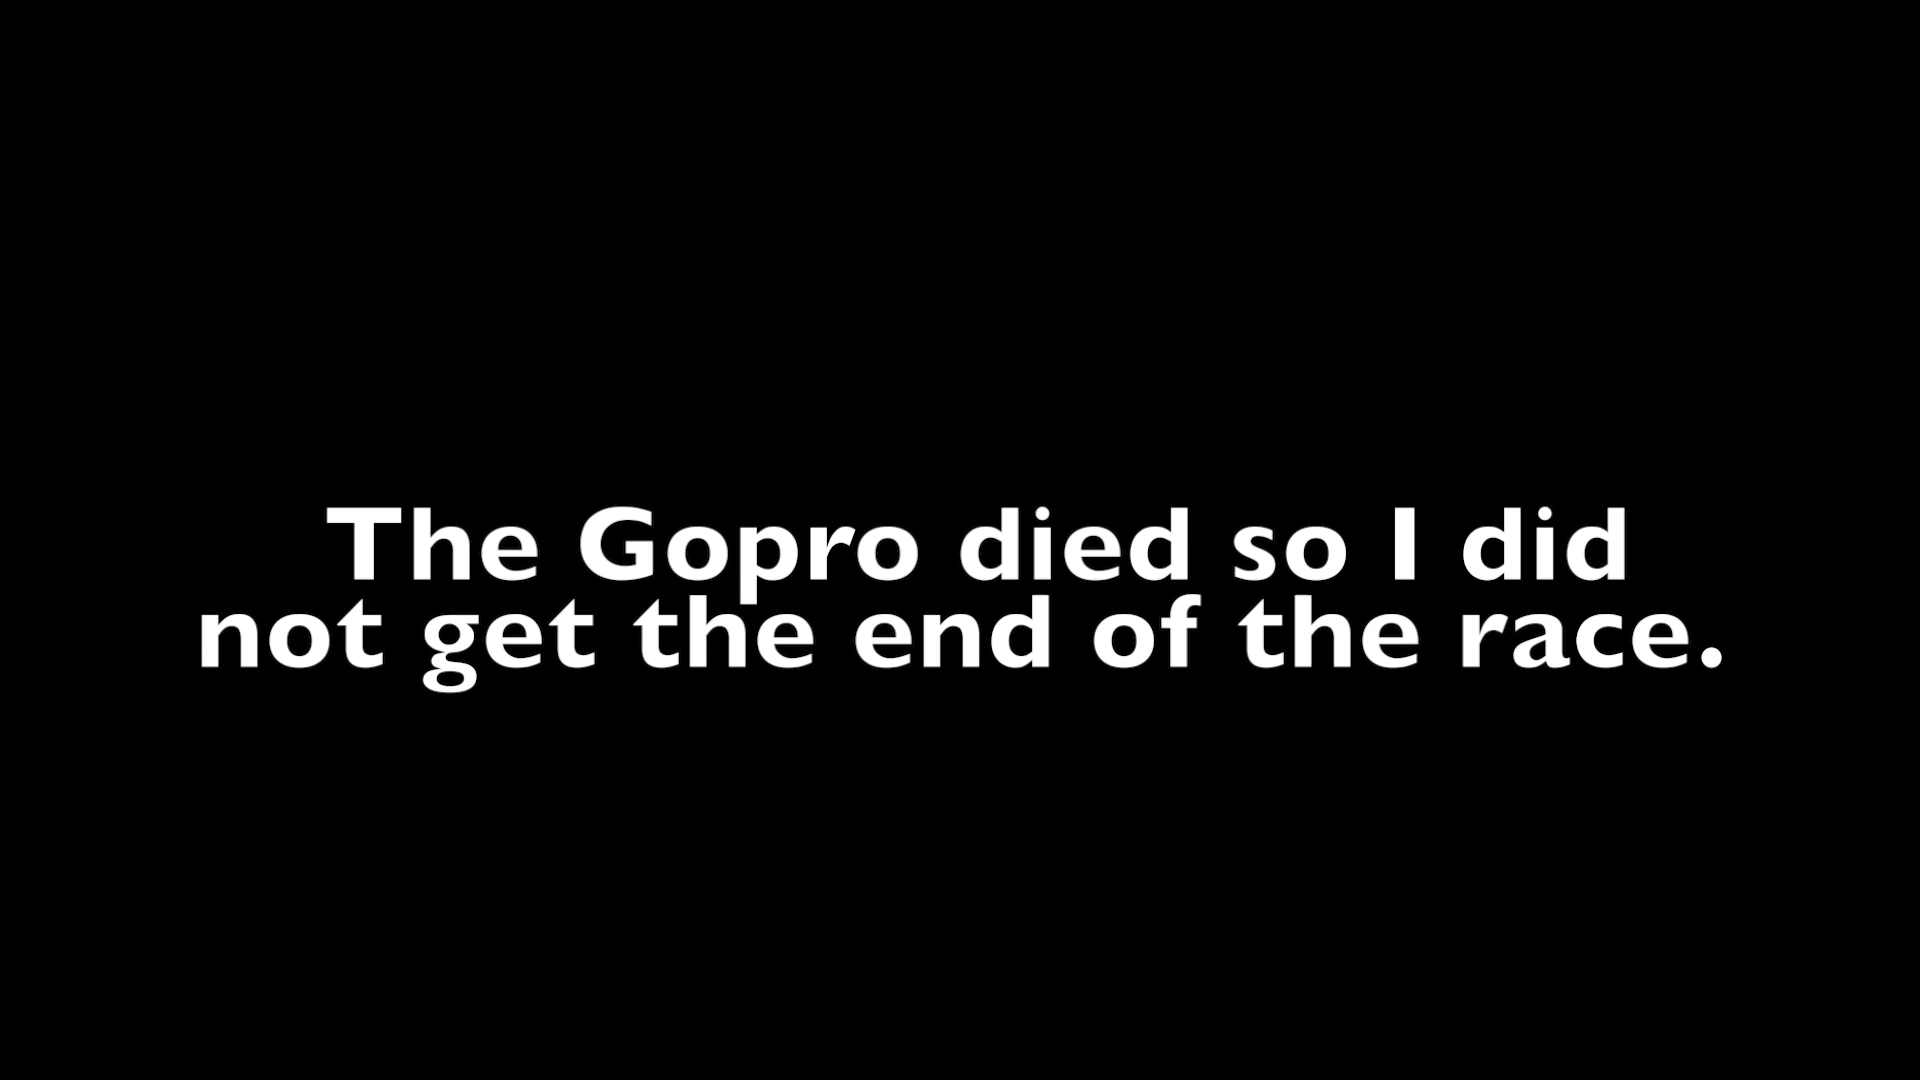 The Gopro died so I did
not get the end of the race.